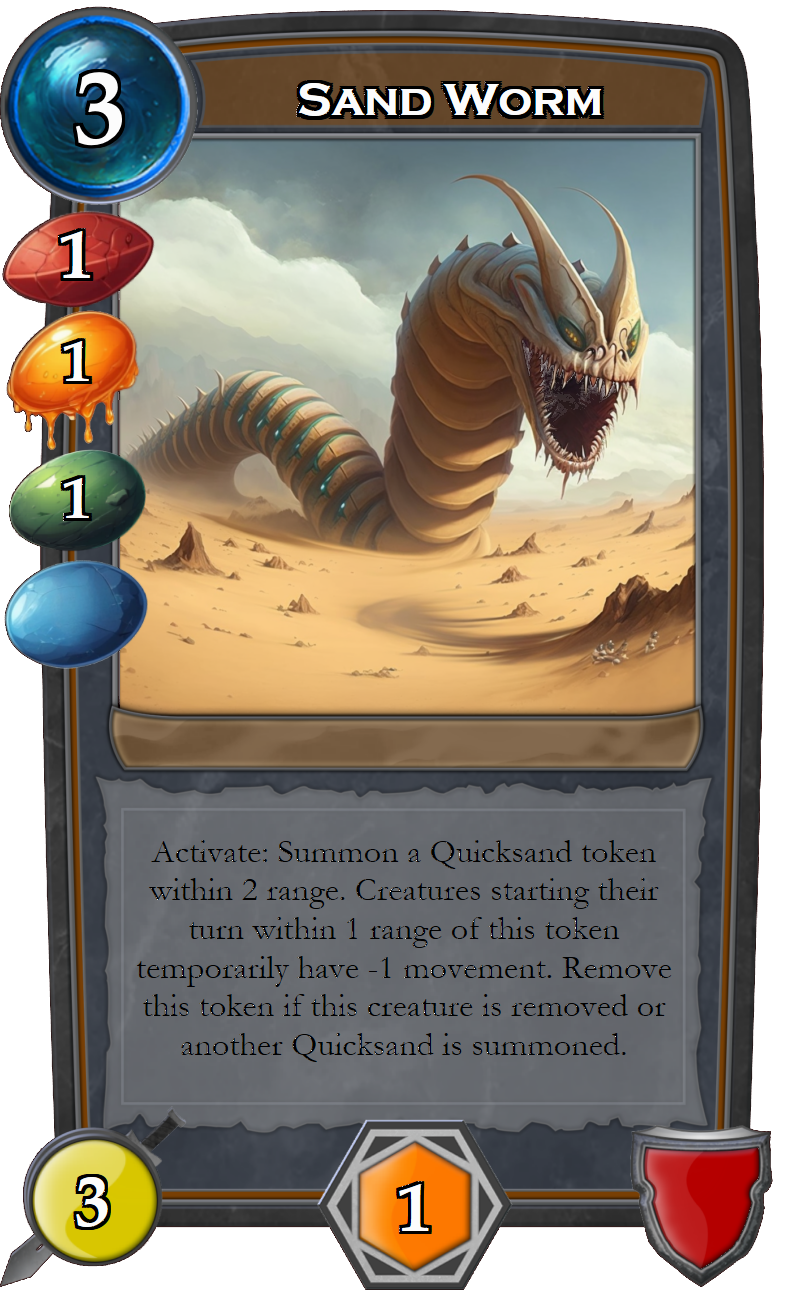 3
Sand Worm
1
1
1
Activate: Summon a Quicksand token
within 2 range. Creatures starting their
turn within 1 range of this token
temporarily have -1 movement. Remove
this token if this creature is removed or
another Quicksand is summoned.
3
1